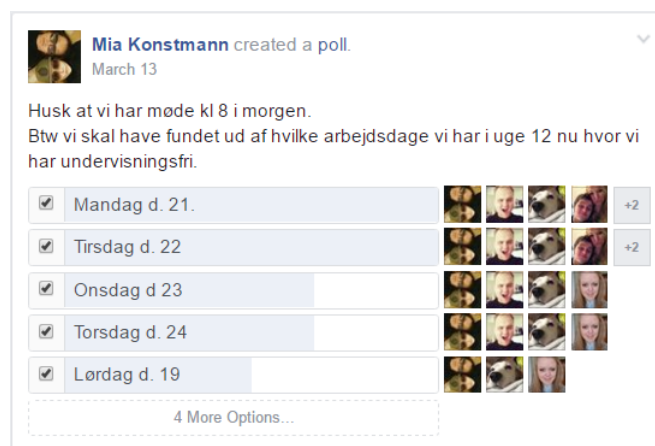 Mia Konstmann created a poll.
March 13
Husk at vi har møde kl 8 i morgen.
Btw vi skal have fundet ud af hvilke arbejdsdage vi har i uge 12 nu hvor vi
har undervisningsfri.
Mandag d. 21.
+2
Tirsdag d. 22
+2
Onsdag d 23
Torsdag d. 24
Lørdag d. 19
4 More Options...